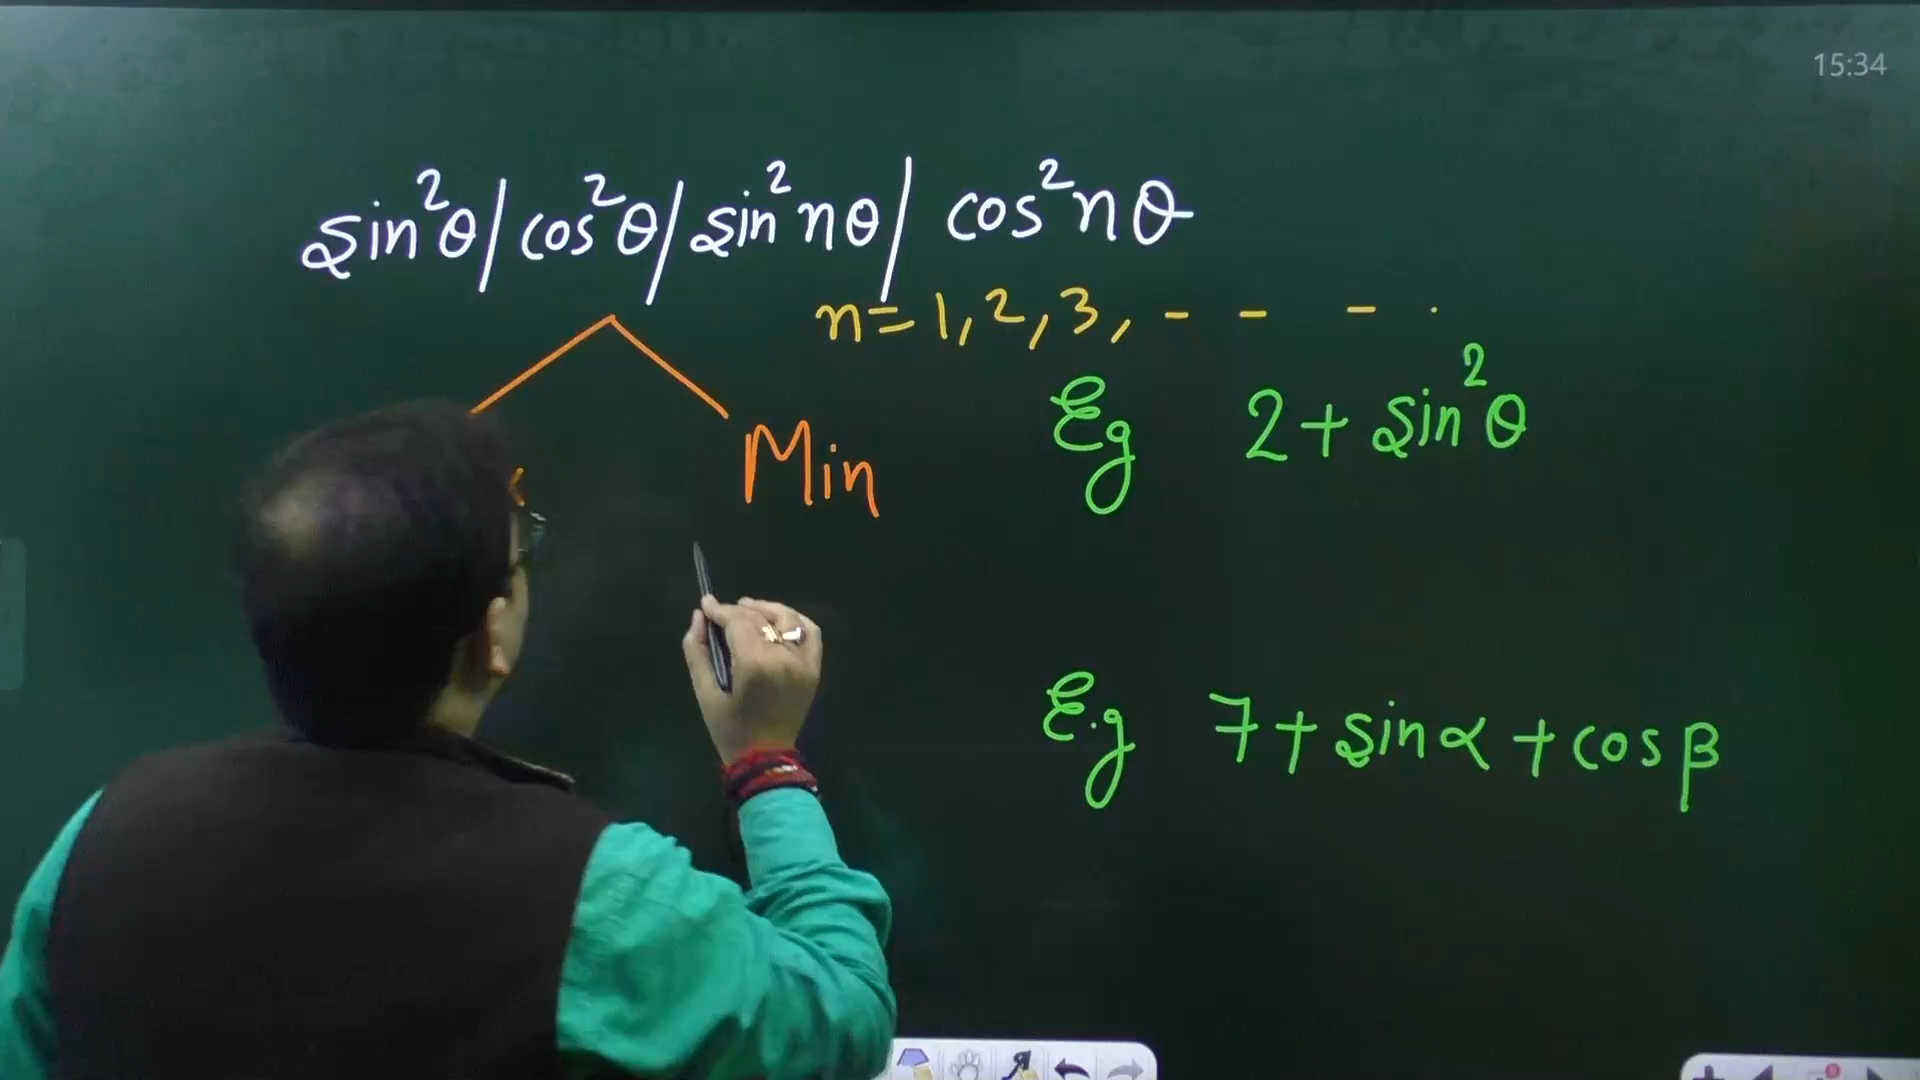 15:34
sin²θ/cos²θ/sin²nθ/ cos²nθ
n=1,2,3,- - - .
Min
Eg 2+ sin²θ
E.g 7+sinα+cosβ